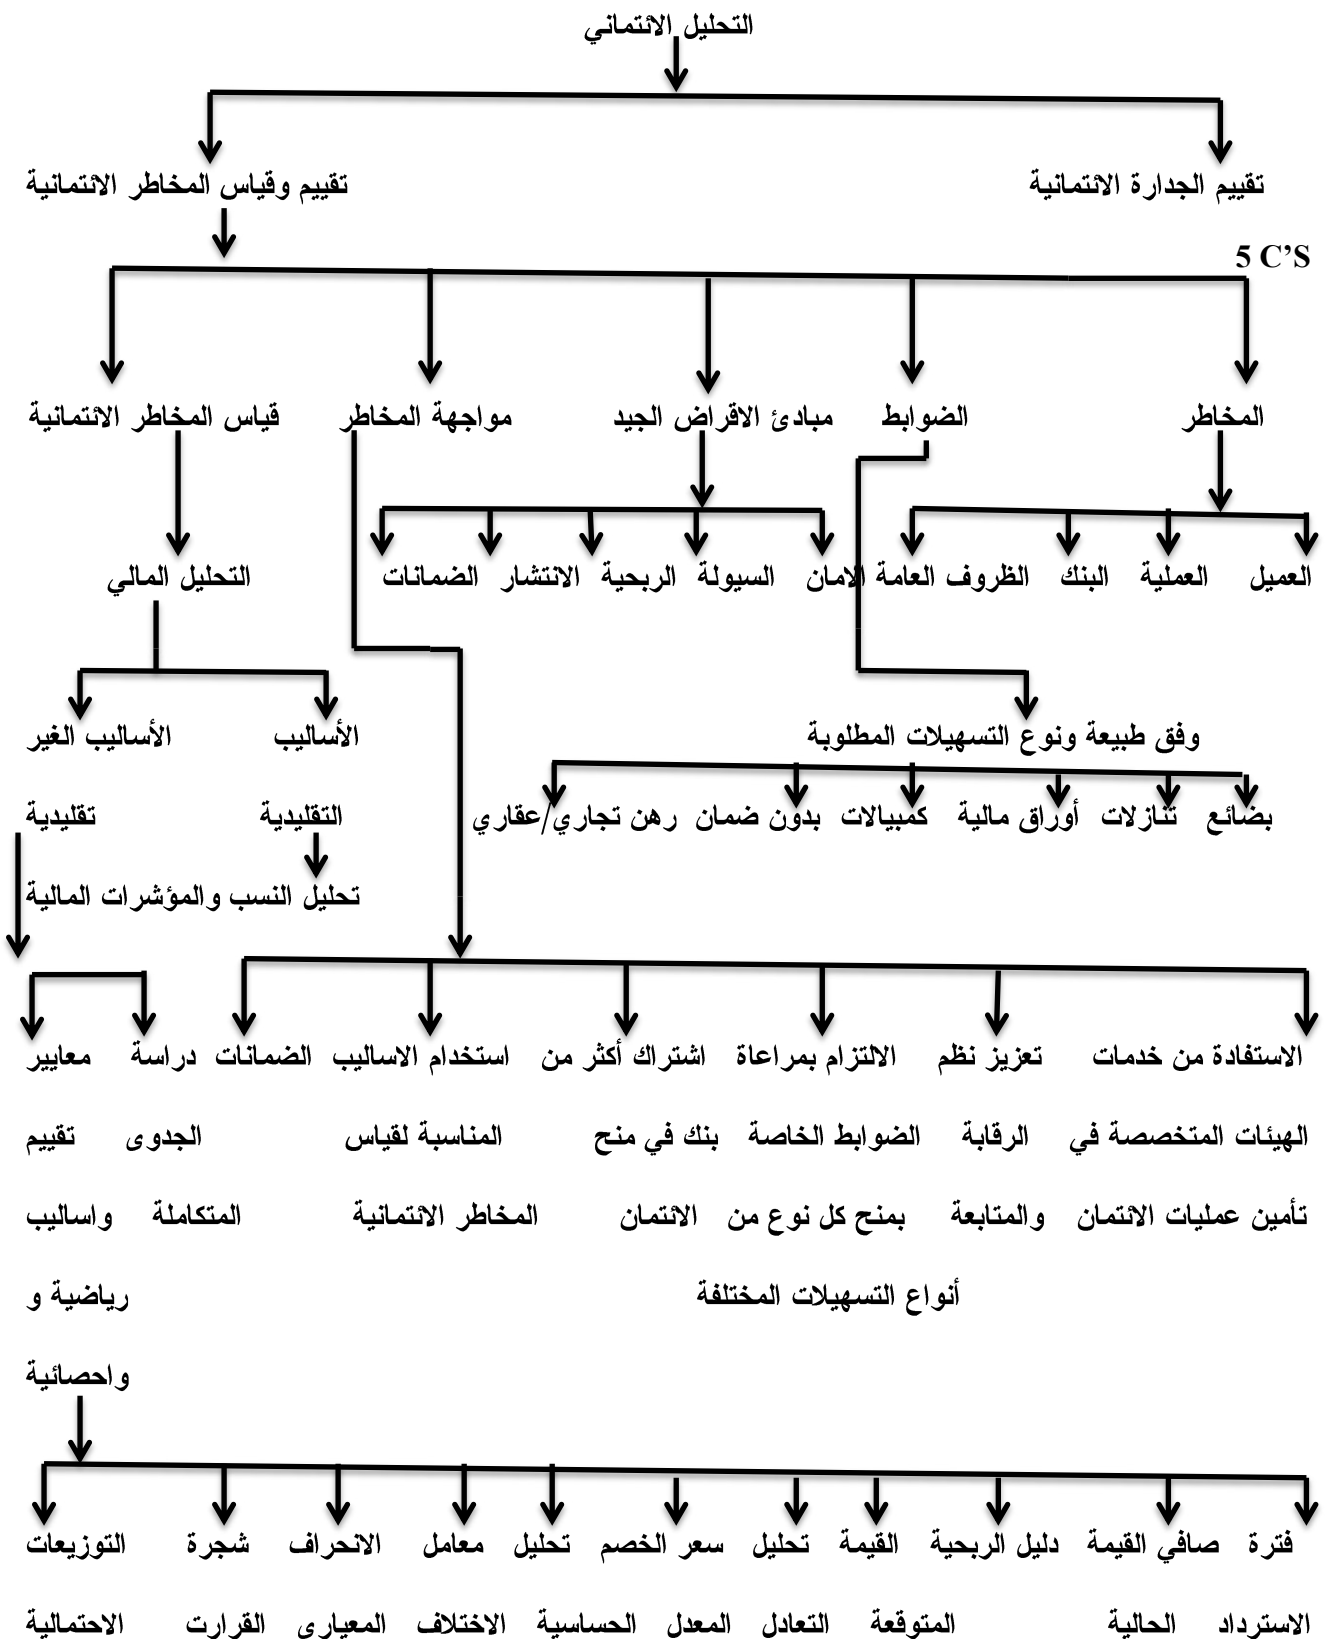 التحليل الائتماني
تقييم الجدارة الائتمانية تقييم وقياس المخاطر الائتمانية
5 C’S
المخاطر الضوابط مبادئ الاقراض الجيد مواجهة المخاطر قياس المخاطر الائتمانية
العميل العملية البنك الظروف العامة الامان السيولة الربحية الانتشار الضمانات التحليل المالي
وفق طبيعة ونوع التسهيلات المطلوبة الأساليب الأساليب الغير
بضائع تنازلات أوراق مالية كمبيالات بدون ضمان رهن تجاري/عقاري التقليدية تقليدية
تحليل النسب والمؤشرات المالية
الاستفادة من خدمات تعزيز نظم الالتزام بمراعاة اشتراك أكثر من استخدام الاساليب الضمانات دراسة معايير
الهيئات المتخصصة في الرقابة الضوابط الخاصة بنك في منح المناسبة لقياس الجدوى تقييم
تأمين عمليات الائتمان والمتابعة بمنح كل نوع من الائتمان المخاطر الائتمانية المتكاملة واساليب
أنواع التسهيلات المختلفة رياضية و
واحصائية
فترة صافي القيمة دليل الربحية القيمة تحليل سعر الخصم تحليل معامل الانحراف شجرة التوزيعات
الاسترداد الحالية المتوقعة التعادل المعدل الحساسية الاختلاف المعيارى القرارت الاحتمالية